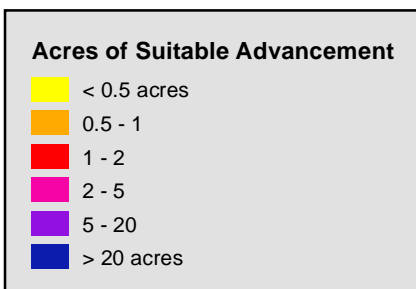 Acres of Suitable Advancement
< 0.5 acres
0.5 - 1
1 - 2
2 - 5
5 - 20
> 20 acres